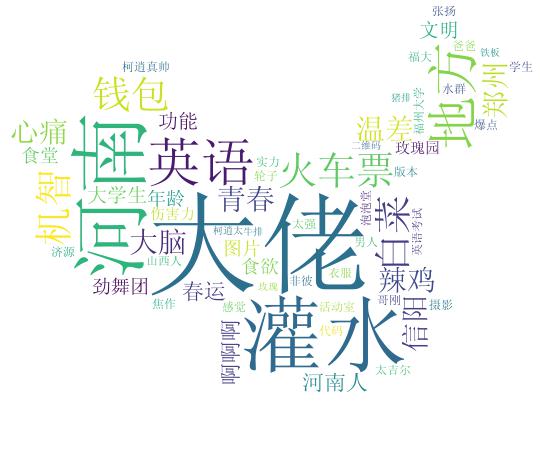 张扬
文明
爸爸
福大
铁板
地方
学生
柯逍真帅
郑州
水群
钱包
猪排
福州大学
爆点
心痛
功能
温差
河南
英语
二维码
玫瑰园
食堂
实力
火车票
版本
机智
轮子
大学生
年龄
青春
泡泡堂
白菜
伤害力
大佬
英语考试
大脑
柯逍太牛排
太强
男人
济源
山西人
图片
食欲
衣服
辣鸡
劲舞团
春运
玫瑰
非彼
哥刚
摄影
焦作
感觉
灌水
活动室
信阳
啊啊啊啊
代码
太吉尔
河南人